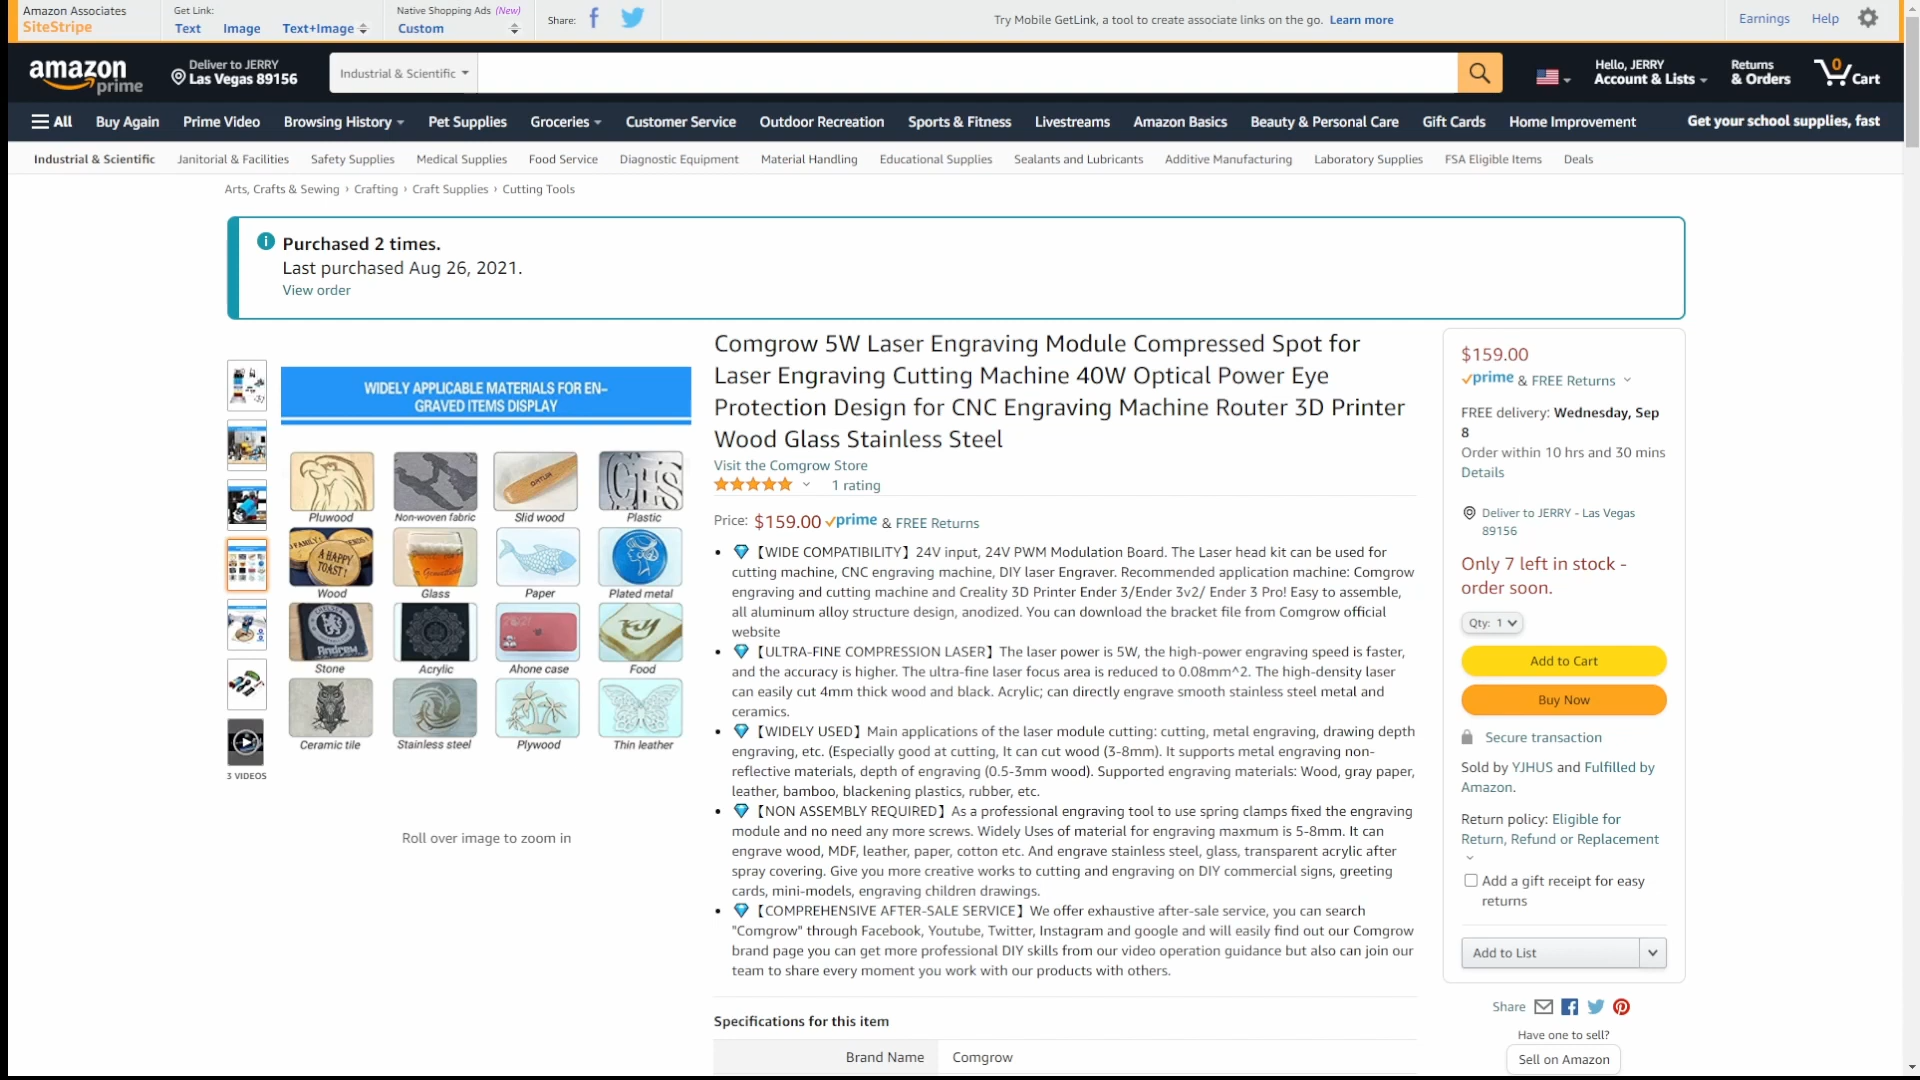 Amazon Associates
SiteStripe
Get Link:
Text Image Text+Image
Native Shopping Ads (New)
Custom
Share:
Try Mobile GetLink, a tool to create associate links on the go. Learn more
Earnings Help
amazon prime
Deliver to JERRY
Las Vegas 89156
Industrial & Scientific
Hello, JERRY
Account & Lists
Returns
& Orders
0
Cart
All Buy Again Prime Video Browsing History Pet Supplies Groceries Customer Service Outdoor Recreation Sports & Fitness Livestreams Amazon Basics Beauty & Personal Care Gift Cards Home Improvement Get your school supplies, fast
Industrial & Scientific Janitorial & Facilities Safety Supplies Medical Supplies Food Service Diagnostic Equipment Material Handling Educational Supplies Sealants and Lubricants Additive Manufacturing Laboratory Supplies FSA Eligible Items Deals
Arts, Crafts & Sewing › Crafting › Craft Supplies › Cutting Tools
Purchased 2 times.
Last purchased Aug 26, 2021.
View order
3 VIDEOS
WIDELY APPLICABLE MATERIALS FOR EN-
GRAVED ITEMS DISPLAY
Pluwood Non-woven fabric Slid wood Plastic
Wood Glass Paper Plated metal
Stone Acrylic Ahone case Food
Ceramic tile Stainless steel Plywood Thin leather
Roll over image to zoom in
Comgrow 5W Laser Engraving Module Compressed Spot for
Laser Engraving Cutting Machine 40W Optical Power Eye
Protection Design for CNC Engraving Machine Router 3D Printer
Wood Glass Stainless Steel
Visit the Comgrow Store
1 rating
Price: $159.00 prime & FREE Returns
• 💎【WIDE COMPATIBILITY】24V input, 24V PWM Modulation Board. The Laser head kit can be used for
cutting machine, CNC engraving machine, DIY laser Engraver. Recommended application machine: Comgrow
engraving and cutting machine and Creality 3D Printer Ender 3/Ender 3v2/ Ender 3 Pro! Easy to assemble,
all aluminum alloy structure design, anodized. You can download the bracket file from Comgrow official
website
• 💎【ULTRA-FINE COMPRESSION LASER】The laser power is 5W, the high-power engraving speed is faster,
and the accuracy is higher. The ultra-fine laser focus area is reduced to 0.08mm^2. The high-density laser
can easily cut 4mm thick wood and black. Acrylic; can directly engrave smooth stainless steel metal and
ceramics.
• 💎【WIDELY USED】Main applications of the laser module cutting: cutting, metal engraving, drawing depth
engraving, etc. (Especially good at cutting, It can cut wood (3-8mm). It supports metal engraving non-
reflective materials, depth of engraving (0.5-3mm wood). Supported engraving materials: Wood, gray paper,
leather, bamboo, blackening plastics, rubber, etc.
• 💎【NON ASSEMBLY REQUIRED】As a professional engraving tool to use spring clamps fixed the engraving
module and no need any more screws. Widely Uses of material for engraving maxmum is 5-8mm. It can
engrave wood, MDF, leather, paper, cotton etc. And engrave stainless steel, glass, transparent acrylic after
spray covering. Give you more creative works to cutting and engraving on DIY commercial signs, greeting
cards, mini-models, engraving children drawings.
• 💎【COMPREHENSIVE AFTER-SALE SERVICE】We offer exhaustive after-sale service, you can search
"Comgrow" through Facebook, Youtube, Twitter, Instagram and google and will easily find out our Comgrow
brand page you can get more professional DIY skills from our video operation guidance but also can join our
team to share every moment you work with our products with others.
Specifications for this item
Brand Name Comgrow
$159.00
prime & FREE Returns
FREE delivery: Wednesday, Sep
8
Order within 10 hrs and 30 mins
Details
Deliver to JERRY - Las Vegas
89156
Only 7 left in stock -
order soon.
Qty: 1
Add to Cart
Buy Now
Secure transaction
Sold by YJHUS and Fulfilled by
Amazon.
Return policy: Eligible for
Return, Refund or Replacement
Add a gift receipt for easy
returns
Add to List
Share
Have one to sell?
Sell on Amazon